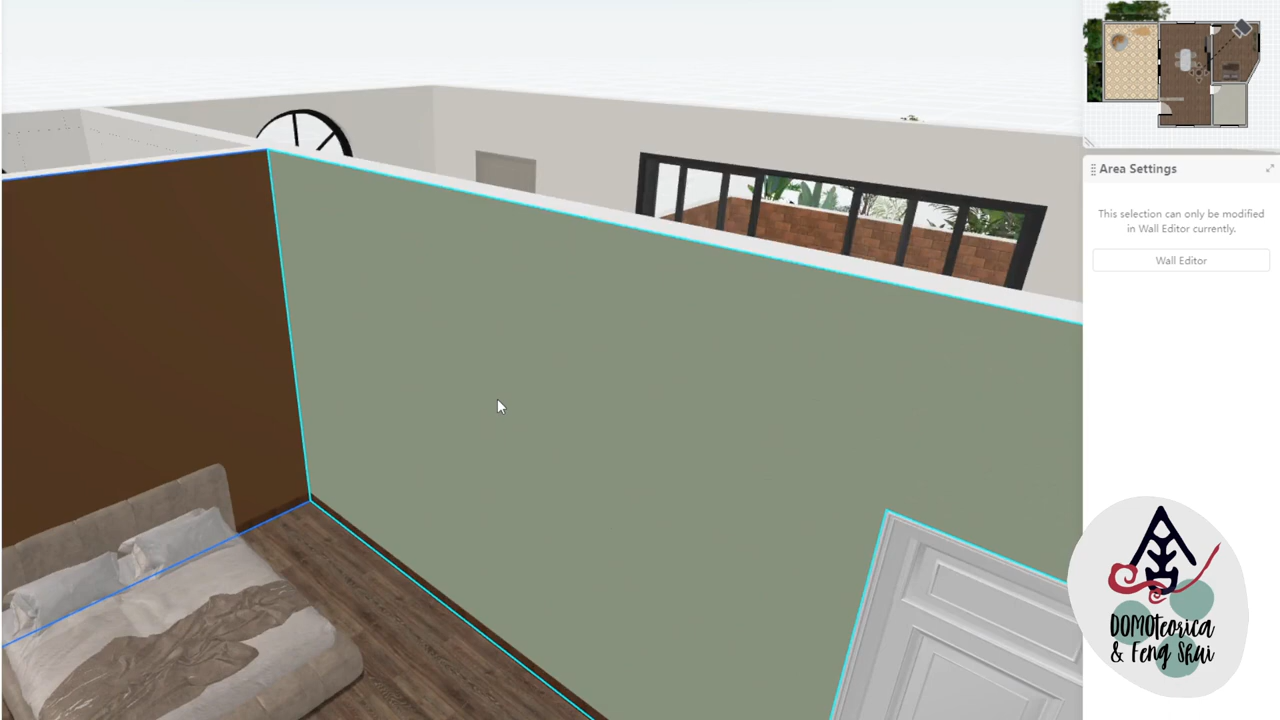 Area Settings
This selection can only be modified
in Wall Editor currently.
Wall Editor
DOMOteorica
& Feng Shui